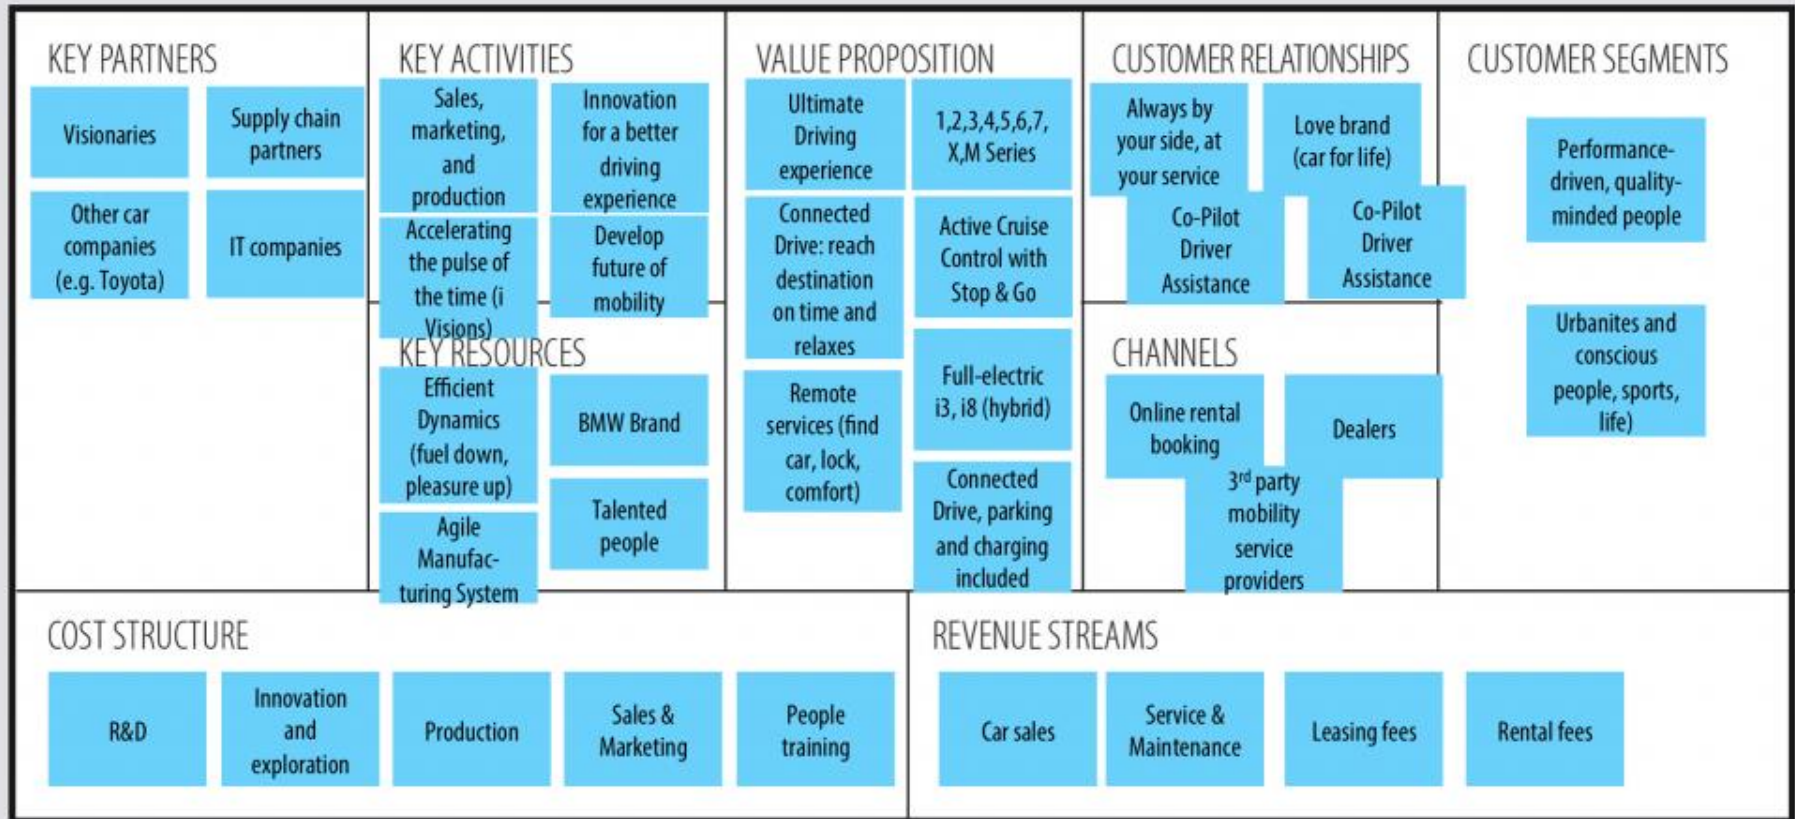 KEY PARTNERS
Visionaries
Supply chain
partners
Other car
companies
(e.g. Toyota)
IT companies
KEY ACTIVITIES
Sales,
marketing,
and
production
Innovation
for a better
driving
experience
Accelerating
the pulse of
the time (i
Visions)
Develop
future of
mobility
KEY RESOURCES
Efficient
Dynamics
(fuel down,
pleasure up)
BMW Brand
Agile
Manufac-
turing System
Talented
people
VALUE PROPOSITION
Ultimate
Driving
experience
1,2,3,4,5,6,7,
X,M Series
Connected
Drive: reach
destination
on time and
relaxes
Active Cruise
Control with
Stop & Go
Remote
services (find
car, lock,
comfort)
Full-electric
i3, i8 (hybrid)
Connected
Drive, parking
and charging
included
CUSTOMER RELATIONSHIPS
Always by
your side, at
your service
Love brand
(car for life)
Co-Pilot
Driver
Assistance
Co-Pilot
Driver
Assistance
CHANNELS
Online rental
booking
Dealers
3rd party
mobility
service
providers
CUSTOMER SEGMENTS
Performance-
driven, quality-
minded people
Urbanites and
conscious
people, sports,
life)
COST STRUCTURE
R&D
Innovation
and
exploration
Production
Sales &
Marketing
People
training
REVENUE STREAMS
Car sales
Service &
Maintenance
Leasing fees
Rental fees